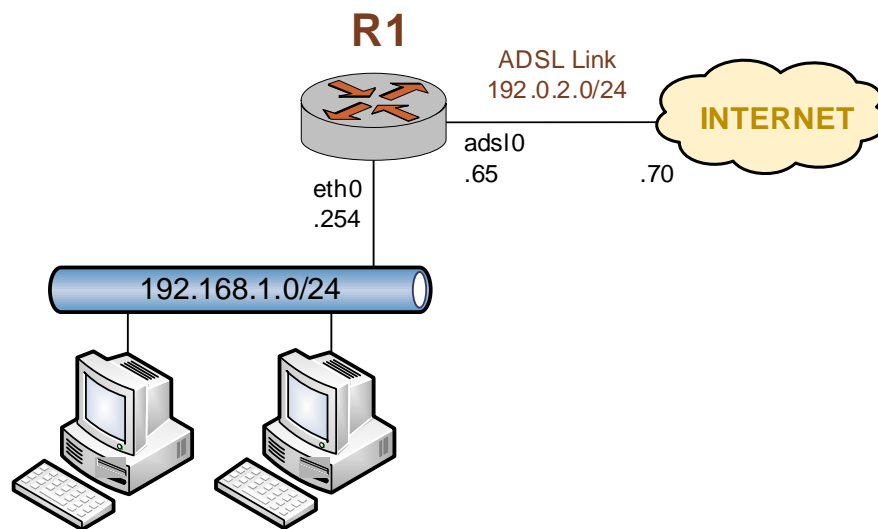 R1
ADSL Link
192.0.2.0/24
INTERNET
adsl0
.65
.70
eth0
.254
192.168.1.0/24